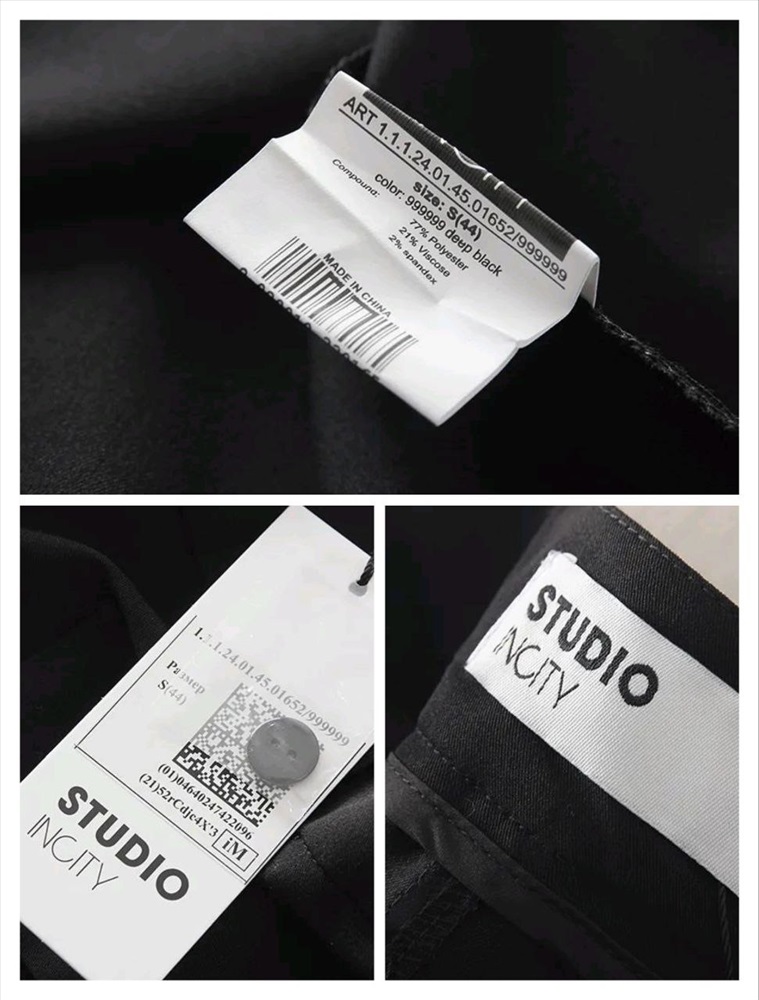 ART 1.1.1.24.01.45.01652/999999
size: S(44)
color: 999999 deep black
Compound:
77% Polyester
21% Viscose
2% spandex
MADE IN CHINA
1.1.1.24.01.45.01652/999999
Размер
S(44)
(01)04640247422096
(21)52rCdjc4X'3
iM
STUDIO
INCITY
STUDIO
INCITY